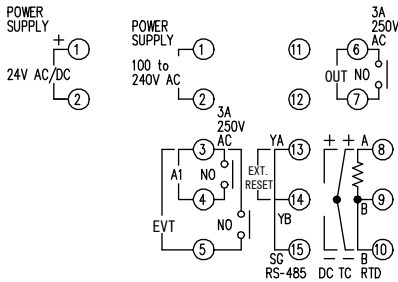 POWER
SUPPLY
+
1
24V AC/DC
2
POWER
SUPPLY
1
100 to
240V AC
2
11
12
3A
250V
AC
6
OUT NO
7
3A
250V
AC
3
A1 NO
4
EVT
NO
5
YA 13
EXT.
RESET
14
YB
15
SG
RS-485
+ + A 8
B 9
10
B
DC TC RTD